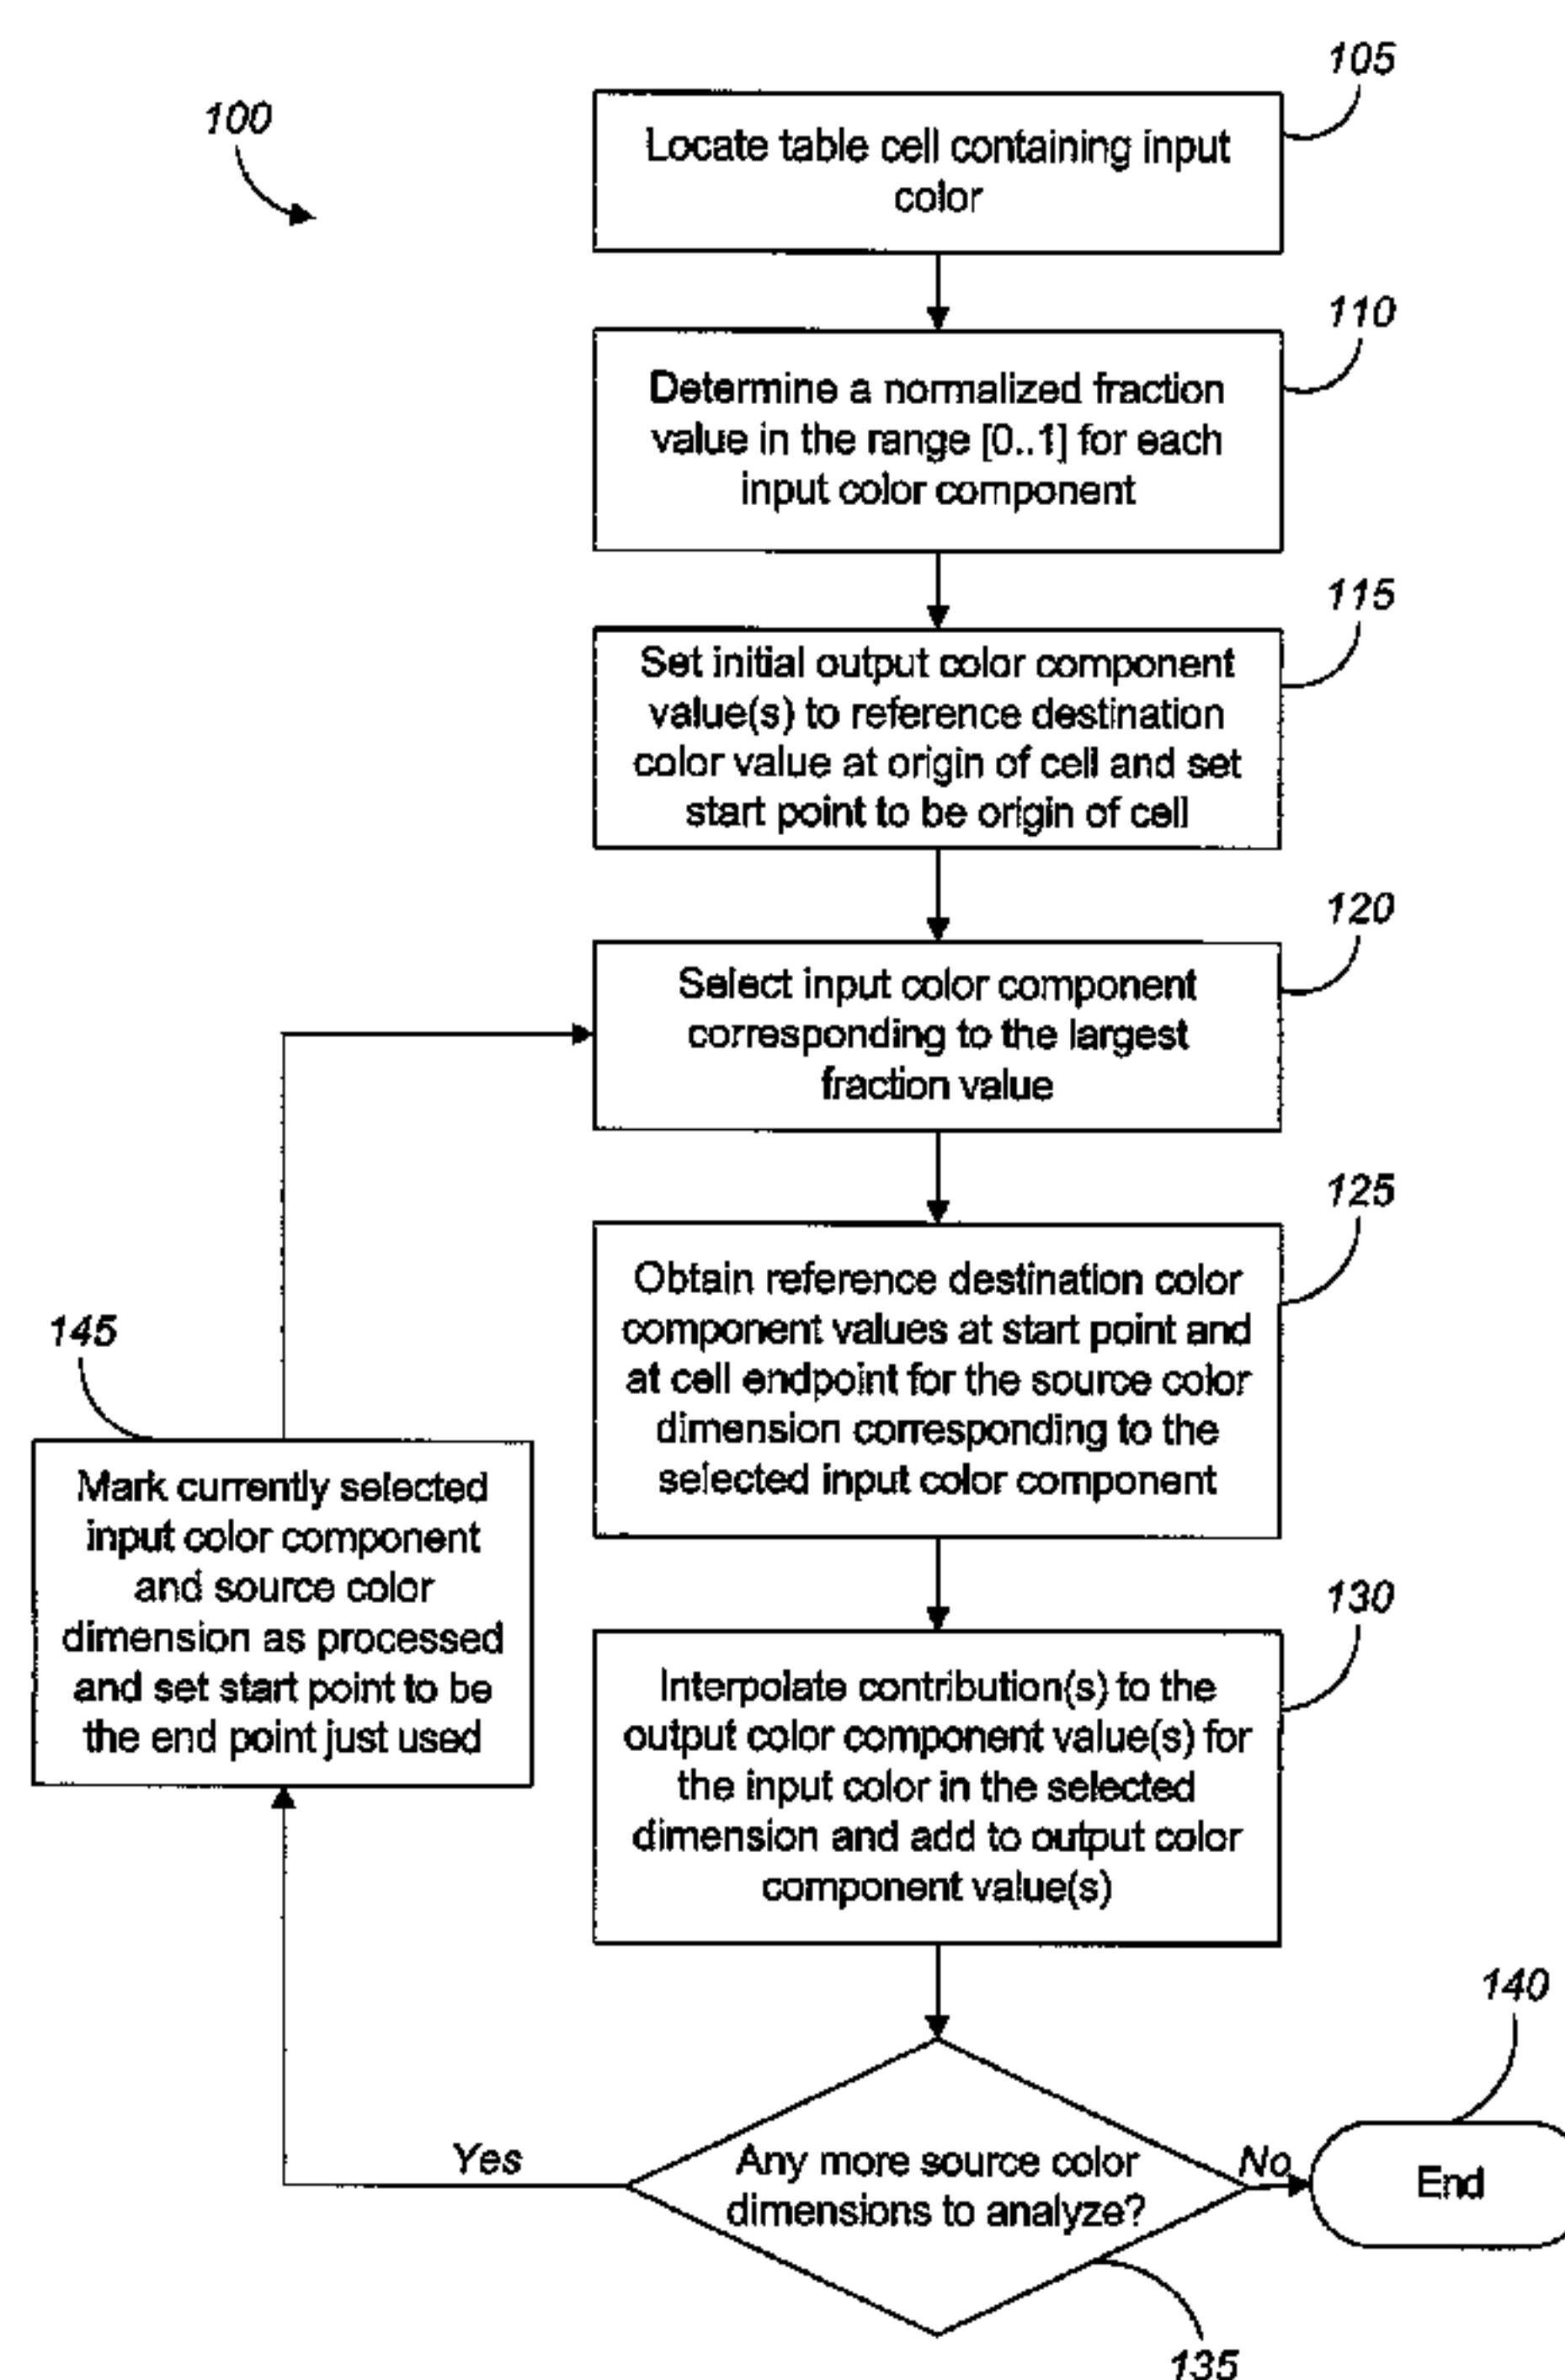 105
100
Locate table cell containing input
color
110
Determine a normalized fraction
value in the range [0..1] for each
input color component
115
Set initial output color component
value(s) to reference destination
color value at origin of cell and set
start point to be origin of cell
120
Select input color component
corresponding to the largest
fraction value
125
Obtain reference destination color
component values at start point and
at cell endpoint for the source color
dimension corresponding to the
selected input color component
145
Mark currently selected
input color component
and source color
dimension as processed
and set start point to be
the end point just used
130
Interpolate contribution(s) to the
output color component value(s) for
the input color in the selected
dimension and add to output color
component value(s)
140
Yes
Any more source color
dimensions to analyze?
No
End
135